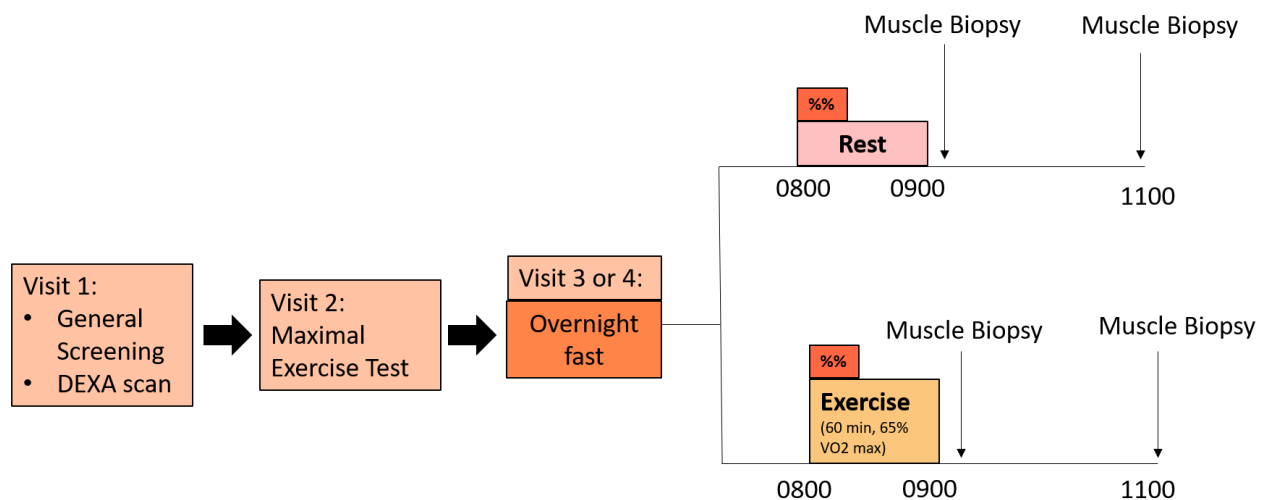 Visit 1:
• General
Screening
• DEXA scan
Visit 2:
Maximal
Exercise Test
Visit 3 or 4:
Overnight
fast
Muscle Biopsy
Muscle Biopsy
%%
Rest
0800
0900
1100
Muscle Biopsy
Muscle Biopsy
%%
Exercise
(60 min, 65%
VO2 max)
0800
0900
1100